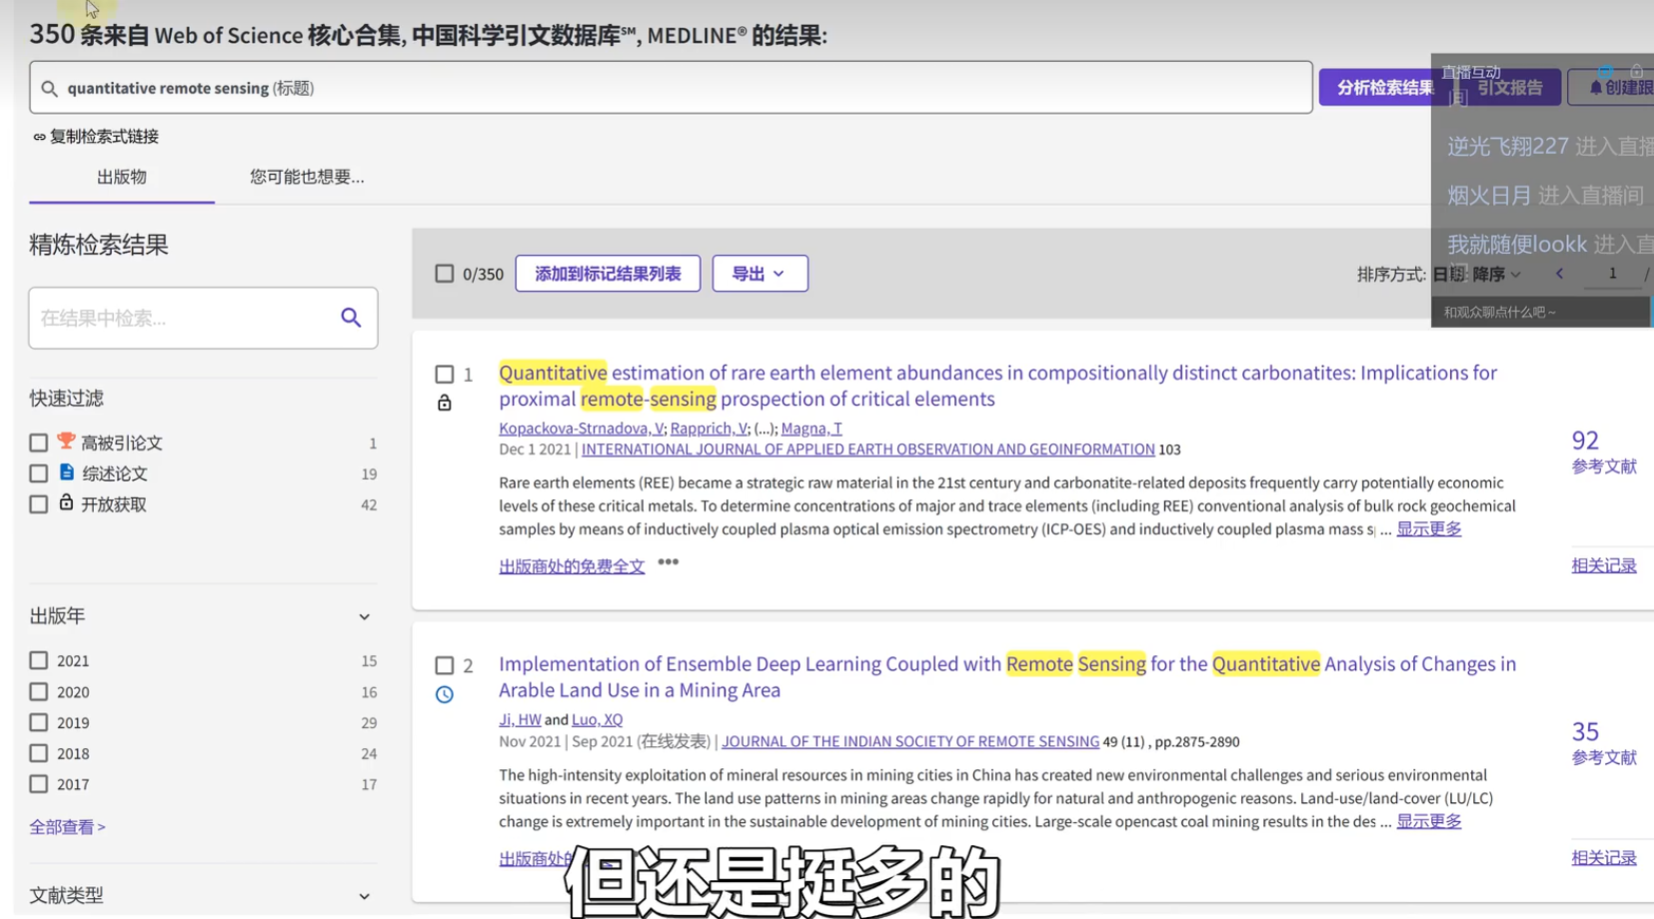 350 条来自 Web of Science 核心合集, 中国科学引文数据库℠, MEDLINE® 的结果:
quantitative remote sensing (标题)
分析检索结果
引文报告
创建跟
复制检索式链接
出版物
您可能也想要...
直播互动
间
逆光飞翔227 进入直播
烟火日月 进入直播间
我就随便lookk 进入直
和观众聊点什么吧~
精炼检索结果
在结果中检索...
快速过滤
高被引论文 1
综述论文 19
开放获取 42
出版年
2021 15
2020 16
2019 29
2018 24
2017 17
全部查看 >
文献类型
0/350
添加到标记结果列表
导出
排序方式: 日期: 降序
1 /
1
Quantitative estimation of rare earth element abundances in compositionally distinct carbonatites: Implications for
proximal remote-sensing prospection of critical elements
Kopackova-Strnadova, V; Rapprich, V; (...); Magna, T
Dec 1 2021 | INTERNATIONAL JOURNAL OF APPLIED EARTH OBSERVATION AND GEOINFORMATION 103
Rare earth elements (REE) became a strategic raw material in the 21st century and carbonatite-related deposits frequently carry potentially economic
levels of these critical metals. To determine concentrations of major and trace elements (including REE) conventional analysis of bulk rock geochemical
samples by means of inductively coupled plasma optical emission spectrometry (ICP-OES) and inductively coupled plasma mass s ... 显示更多
出版商处的免费全文 •••
92
参考文献
相关记录
2
Implementation of Ensemble Deep Learning Coupled with Remote Sensing for the Quantitative Analysis of Changes in
Arable Land Use in a Mining Area
Ji, HW and Luo, XQ
Nov 2021 | Sep 2021 (在线发表) | JOURNAL OF THE INDIAN SOCIETY OF REMOTE SENSING 49 (11) , pp.2875-2890
The high-intensity exploitation of mineral resources in mining cities in China has created new environmental challenges and serious environmental
situations in recent years. The land use patterns in mining areas change rapidly for natural and anthropogenic reasons. Land-use/land-cover (LU/LC)
change is extremely important in the sustainable development of mining cities. Large-scale opencast coal mining results in the des ... 显示更多
出版商处的
35
参考文献
相关记录
但还是挺多的